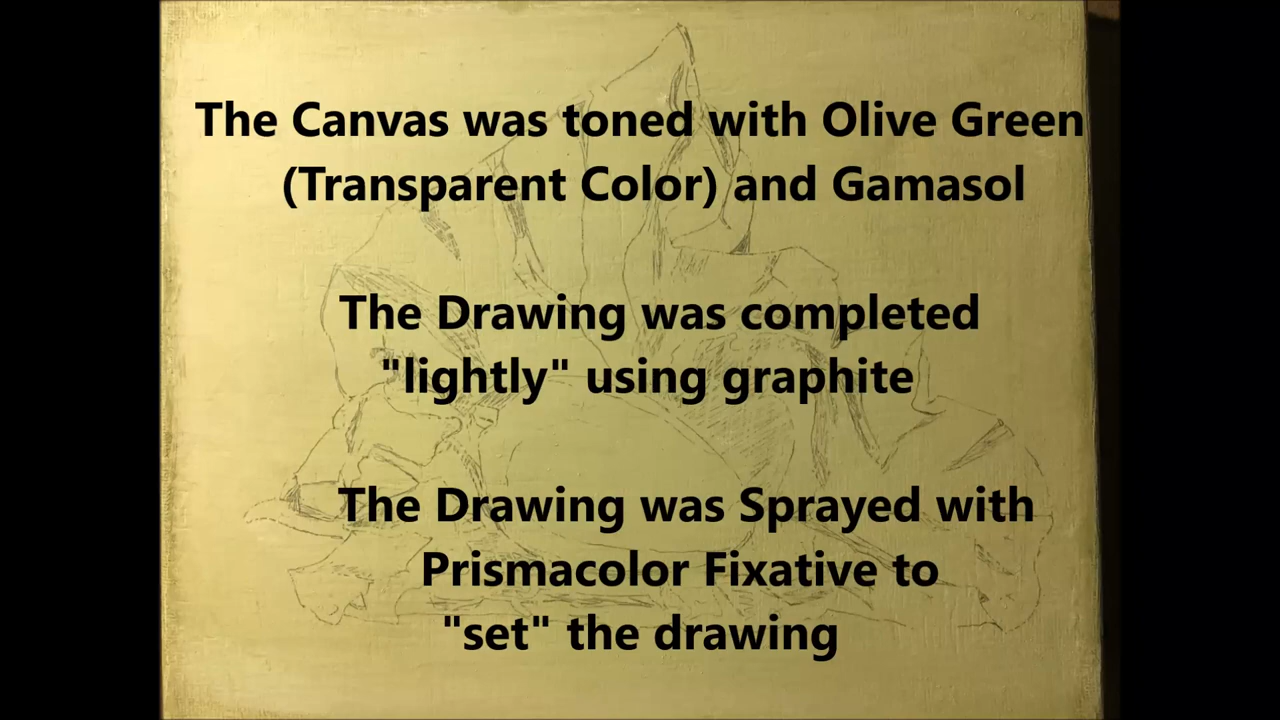 The Canvas was toned with Olive Green
(Transparent Color) and Gamasol
The Drawing was completed
"lightly" using graphite
The Drawing was Sprayed with
Prismacolor Fixative to
"set" the drawing